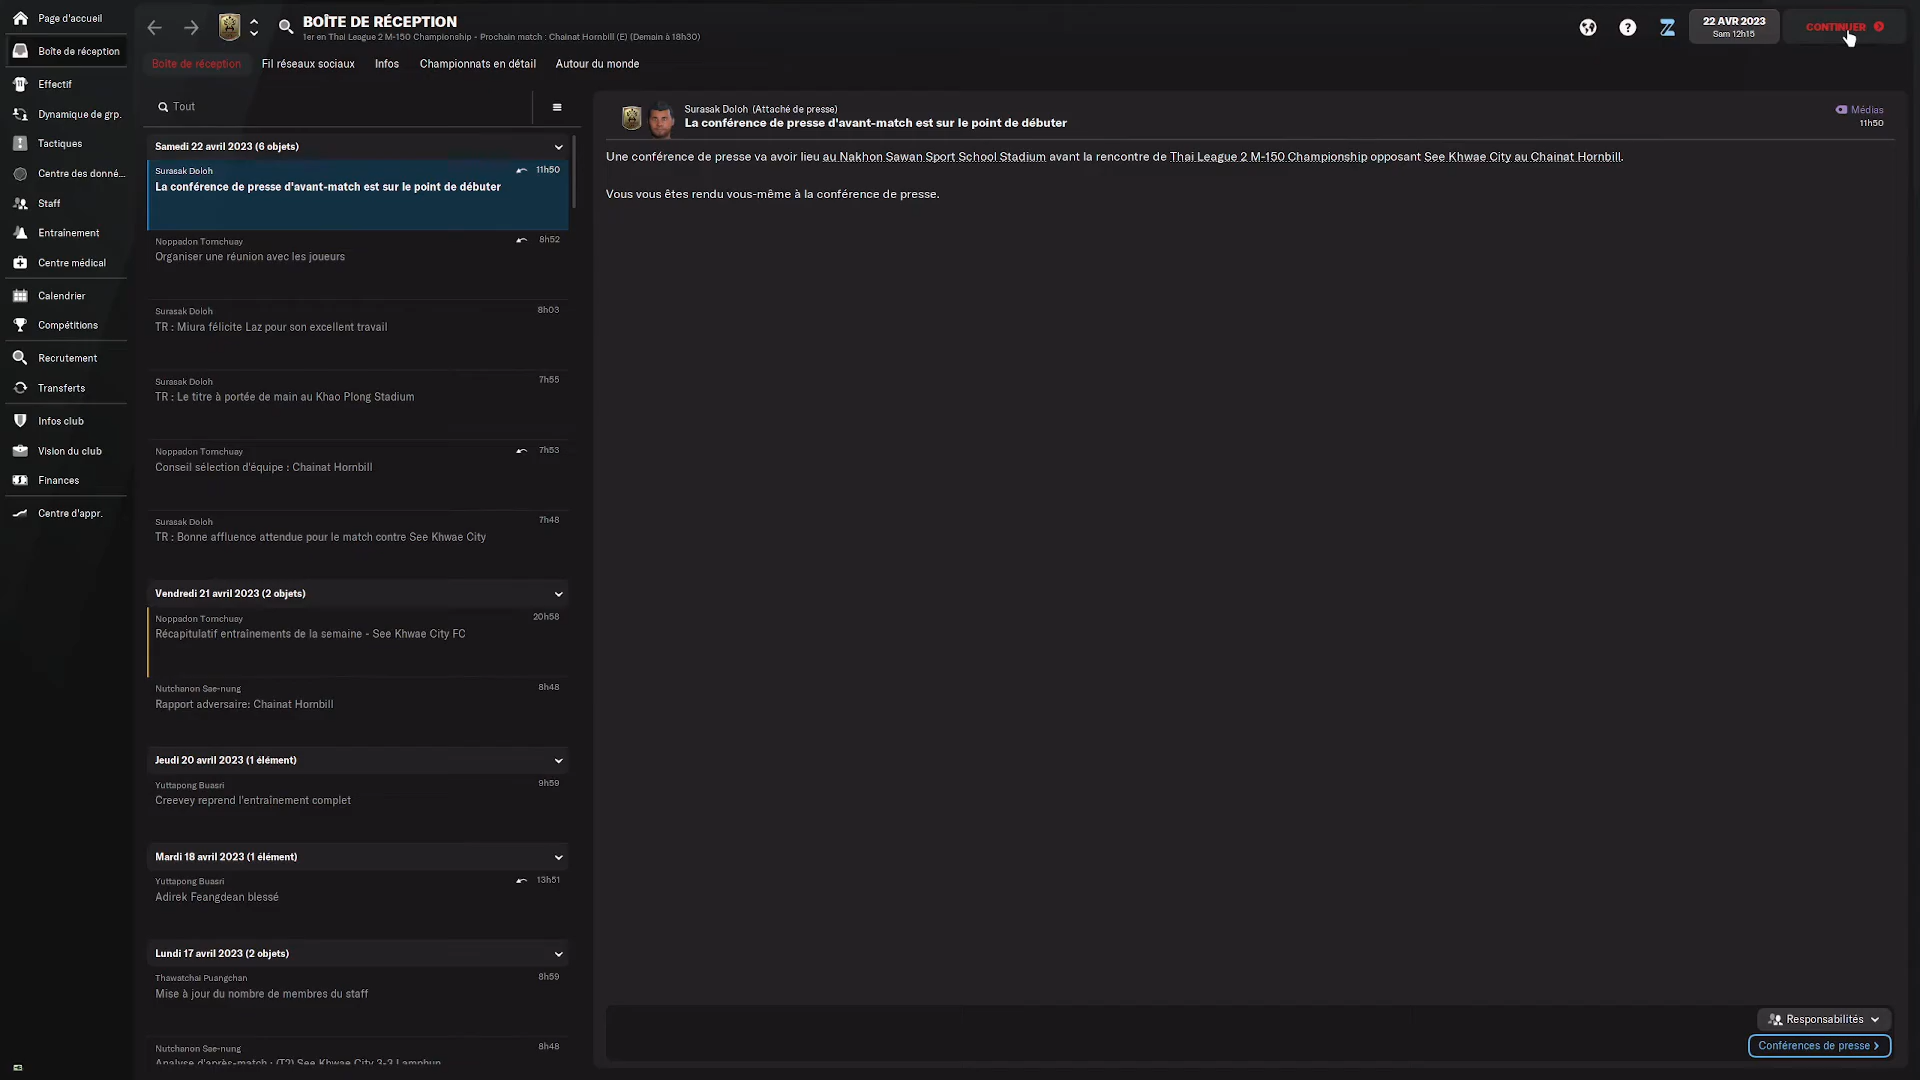 Page d'accueil
Boîte de réception
Effectif
Dynamique de grp.
Tactiques
Centre des donné...
Staff
Entraînement
Centre médical
Calendrier
Compétitions
Recrutement
Transferts
Infos club
Vision du club
Finances
Centre d'appr.
BOÎTE DE RÉCEPTION
1er en Thai League 2 M-150 Championship - Prochain match : Chainat Hornbill (E) (Demain à 18h30)
22 AVR 2023
Sam 12h15
CONTINUER
Boîte de réception Fil réseaux sociaux Infos Championnats en détail Autour du monde
Tout
Samedi 22 avril 2023 (6 objets)
Surasak Doloh 11h50
La conférence de presse d'avant-match est sur le point de débuter
Noppadon Tomchuay 8h52
Organiser une réunion avec les joueurs
Surasak Doloh 8h03
TR : Miura félicite Laz pour son excellent travail
Surasak Doloh 7h55
TR : Le titre à portée de main au Khao Plong Stadium
Noppadon Tomchuay 7h53
Conseil sélection d'équipe : Chainat Hornbill
Surasak Doloh 7h48
TR : Bonne affluence attendue pour le match contre See Khwae City
Vendredi 21 avril 2023 (2 objets)
Noppadon Tomchuay 20h58
Récapitulatif entraînements de la semaine - See Khwae City FC
Nutchanon Sae-nung 8h48
Rapport adversaire: Chainat Hornbill
Jeudi 20 avril 2023 (1 élément)
Yuttapong Buasri 9h59
Creevey reprend l'entraînement complet
Mardi 18 avril 2023 (1 élément)
Yuttapong Buasri 13h51
Adirek Feangdean blessé
Lundi 17 avril 2023 (2 objets)
Thawatchai Puangchan 8h59
Mise à jour du nombre de membres du staff
Nutchanon Sae-nung 8h48
Analyse d'après-match : (T2) See Khwae City 3-3 Lamphun
Surasak Doloh (Attaché de presse)
La conférence de presse d'avant-match est sur le point de débuter
Médias
11h50
Une conférence de presse va avoir lieu au Nakhon Sawan Sport School Stadium avant la rencontre de Thai League 2 M-150 Championship opposant See Khwae City au Chainat Hornbill.
Vous vous êtes rendu vous-même à la conférence de presse.
Responsabilités
Conférences de presse >